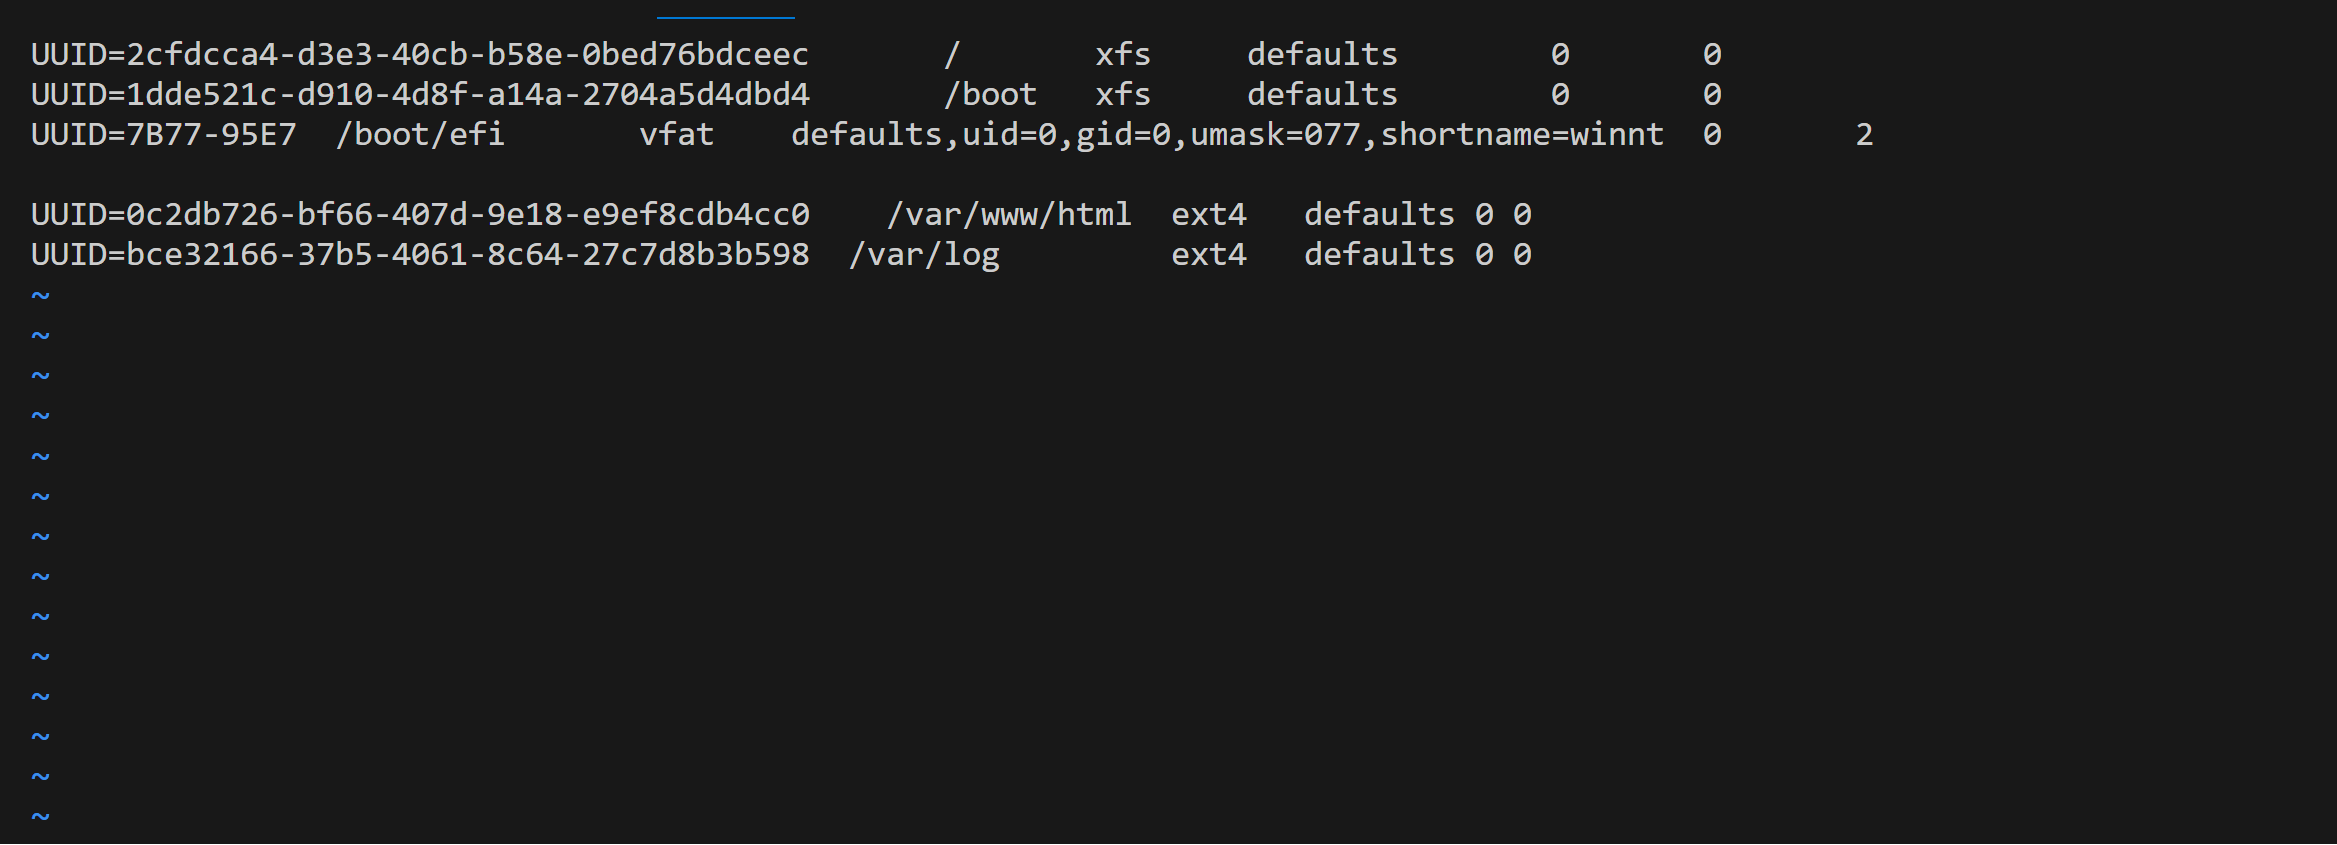 UUID=2cfdcca4-d3e3-40cb-b58e-0bed76bdceec       /       xfs     defaults        0       0
UUID=1dde521c-d910-4d8f-a14a-2704a5d4dbd4       /boot   xfs     defaults        0       0
UUID=7B77-95E7  /boot/efi       vfat    defaults,uid=0,gid=0,umask=077,shortname=winnt  0       2

UUID=0c2db726-bf66-407d-9e18-e9ef8cdb4cc0    /var/www/html  ext4   defaults 0 0
UUID=bce32166-37b5-4061-8c64-27c7d8b3b598  /var/log         ext4   defaults 0 0
~
~
~
~
~
~
~
~
~
~
~
~
~
~